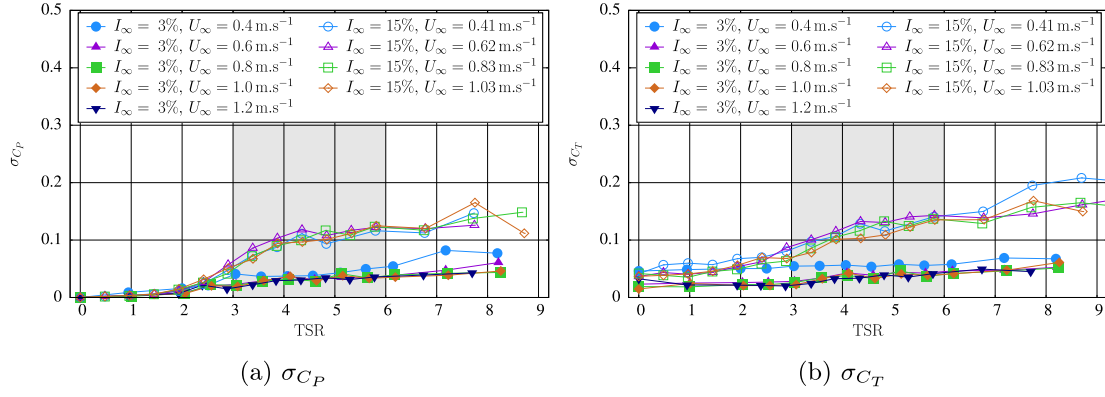 0.5
0.4
0.3
0.2
0.1
0
σ_{C_P}
I∞ = 3%, U∞ = 0.4 m.s⁻¹ I∞ = 15%, U∞ = 0.41 m.s⁻¹
I∞ = 3%, U∞ = 0.6 m.s⁻¹ I∞ = 15%, U∞ = 0.62 m.s⁻¹
I∞ = 3%, U∞ = 0.8 m.s⁻¹ I∞ = 15%, U∞ = 0.83 m.s⁻¹
I∞ = 3%, U∞ = 1.0 m.s⁻¹ I∞ = 15%, U∞ = 1.03 m.s⁻¹
I∞ = 3%, U∞ = 1.2 m.s⁻¹
0 1 2 3 4 5 6 7 8 9
TSR
(a) σ_{C_P}
0.5
0.4
0.3
0.2
0.1
0
σ_{C_T}
I∞ = 3%, U∞ = 0.4 m.s⁻¹ I∞ = 15%, U∞ = 0.41 m.s⁻¹
I∞ = 3%, U∞ = 0.6 m.s⁻¹ I∞ = 15%, U∞ = 0.62 m.s⁻¹
I∞ = 3%, U∞ = 0.8 m.s⁻¹ I∞ = 15%, U∞ = 0.83 m.s⁻¹
I∞ = 3%, U∞ = 1.0 m.s⁻¹ I∞ = 15%, U∞ = 1.03 m.s⁻¹
I∞ = 3%, U∞ = 1.2 m.s⁻¹
0 1 2 3 4 5 6 7 8 9
TSR
(b) σ_{C_T}